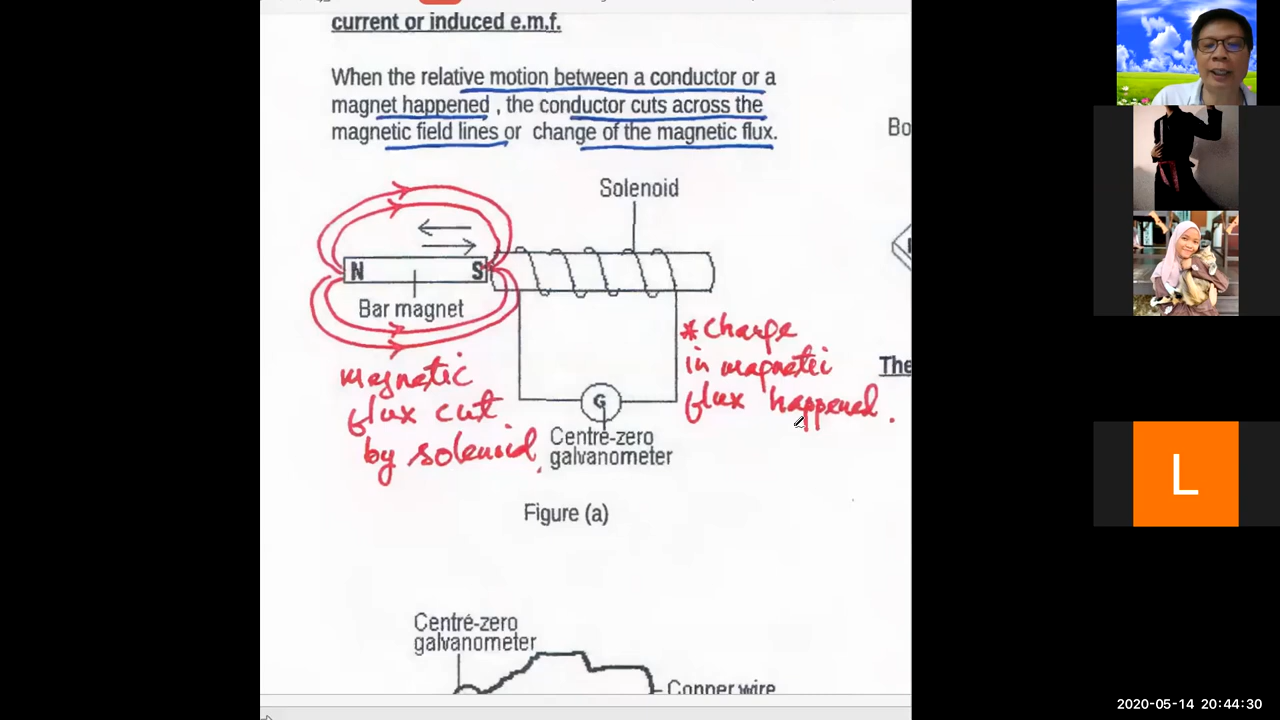 current or induced e.m.f.
When the relative motion between a conductor or a
magnet happened , the conductor cuts across the
magnetic field lines or change of the magnetic flux.
Bo
Solenoid
N
S
Bar magnet
* Change
in magnetic
flux happened.
The
magnetic
flux cut
by solenoid.
G
Centre-zero
galvanometer
Figure (a)
Centre-zero
galvanometer
Copper wire
L
2020-05-14 20:44:30